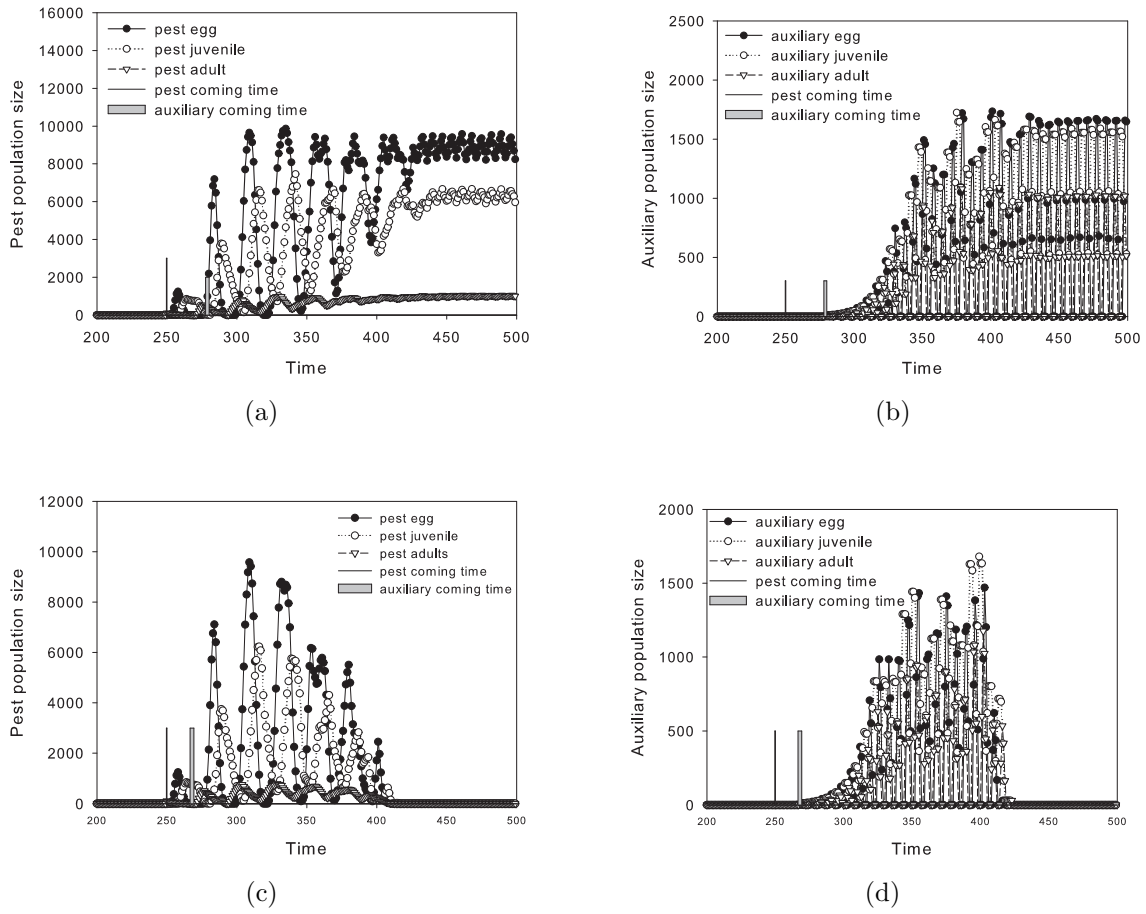 16000
14000
12000
10000
8000
6000
4000
2000
0
Pest population size
pest egg
pest juvenile
pest adult
pest coming time
auxiliary coming time
200 250 300 350 400 450 500
Time
(a)
2500
2000
1500
1000
500
0
Auxiliary population size
auxiliary egg
auxiliary juvenile
auxiliary adult
pest coming time
auxiliary coming time
200 250 300 350 400 450 500
Time
(b)
12000
10000
8000
6000
4000
2000
0
Pest population size
pest egg
pest juvenile
pest adults
pest coming time
auxiliary coming time
200 250 300 350 400 450 500
Time
(c)
2000
1500
1000
500
0
Auxiliary population size
auxiliary egg
auxiliary juvenile
auxiliary adult
pest coming time
auxiliary coming time
200 250 300 350 400 450 500
Time
(d)